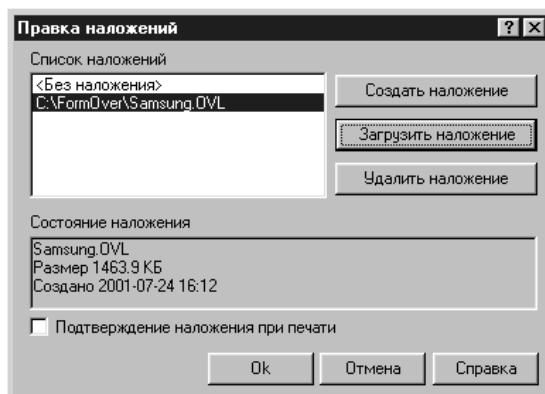 Правка наложений
Список наложений
<Без наложения>
C:\FormOver\Samsung.OVL
Создать наложение
Загрузить наложение
Удалить наложение
Состояние наложения
Samsung.OVL
Размер 1463.9 КБ
Создано 2001-07-24 16:12
Подтверждение наложения при печати
Ok
Отмена
Справка